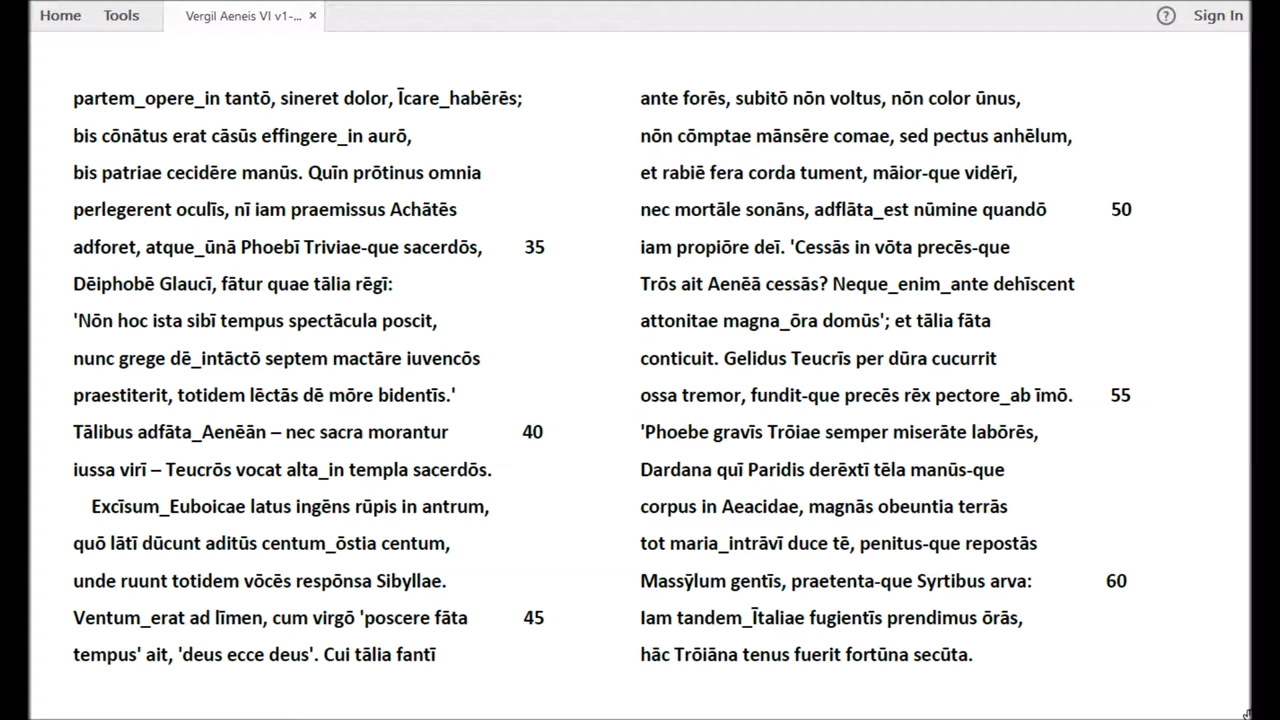 Home Tools Vergil Aeneis VI v1-... × ? Sign In
partem_opere_in tantō, sineret dolor, Īcare_habērēs;
bis cōnātus erat cāsūs effingere_in aurō,
bis patriae cecidēre manūs. Quīn prōtinus omnia
perlegerent oculīs, nī iam praemissus Achātēs
adforet, atque_ūnā Phoebī Triviae-que sacerdōs, 35
Dēiphobē Glaucī, fātur quae tālia rēgī:
'Nōn hoc ista sibī tempus spectācula poscit,
nunc grege dē_intāctō septem mactāre iuvencōs
praestiterit, totidem lēctās dē mōre bidentīs.'
Tālibus adfāta_Aenēān – nec sacra morantur 40
iussa virī – Teucrōs vocat alta_in templa sacerdōs.
Excīsum_Euboicae latus ingēns rūpis in antrum,
quō lātī dūcunt aditūs centum_ōstia centum,
unde ruunt totidem vōcēs respōnsa Sibyllae.
Ventum_erat ad līmen, cum virgō 'poscere fāta 45
tempus' ait, 'deus ecce deus'. Cui tālia fantī
ante forēs, subitō nōn voltus, nōn color ūnus,
nōn cōmptae mānsēre comae, sed pectus anhēlum,
et rabiē fera corda tument, māior-que vidērī,
nec mortāle sonāns, adflāta_est nūmine quandō 50
iam propiōre deī. 'Cessās in vōta precēs-que
Trōs ait Aenēā cessās? Neque_enim_ante dehīscent
attonitae magna_ōra domūs'; et tālia fāta
conticuit. Gelidus Teucrīs per dūra cucurrit
ossa tremor, fundit-que precēs rēx pectore_ab īmō. 55
'Phoebe gravīs Trōiae semper miserāte labōrēs,
Dardana quī Paridis derēxtī tēla manūs-que
corpus in Aeacidae, magnās obeuntia terrās
tot maria_intrāvī duce tē, penitus-que repostās
Massȳlum gentīs, praetenta-que Syrtibus arva: 60
Iam tandem_Ītaliae fugientīs prendimus ōrās,
hāc Trōiāna tenus fuerit fortūna secūta.